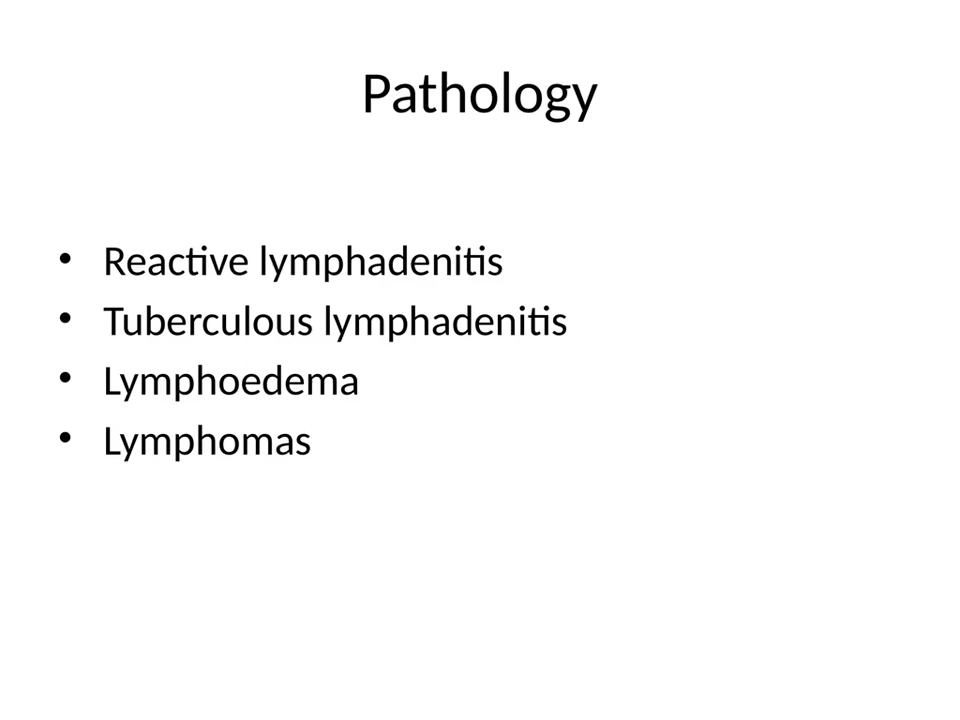 Pathology
• Reactive lymphadenitis
• Tuberculous lymphadenitis
• Lymphoedema
• Lymphomas